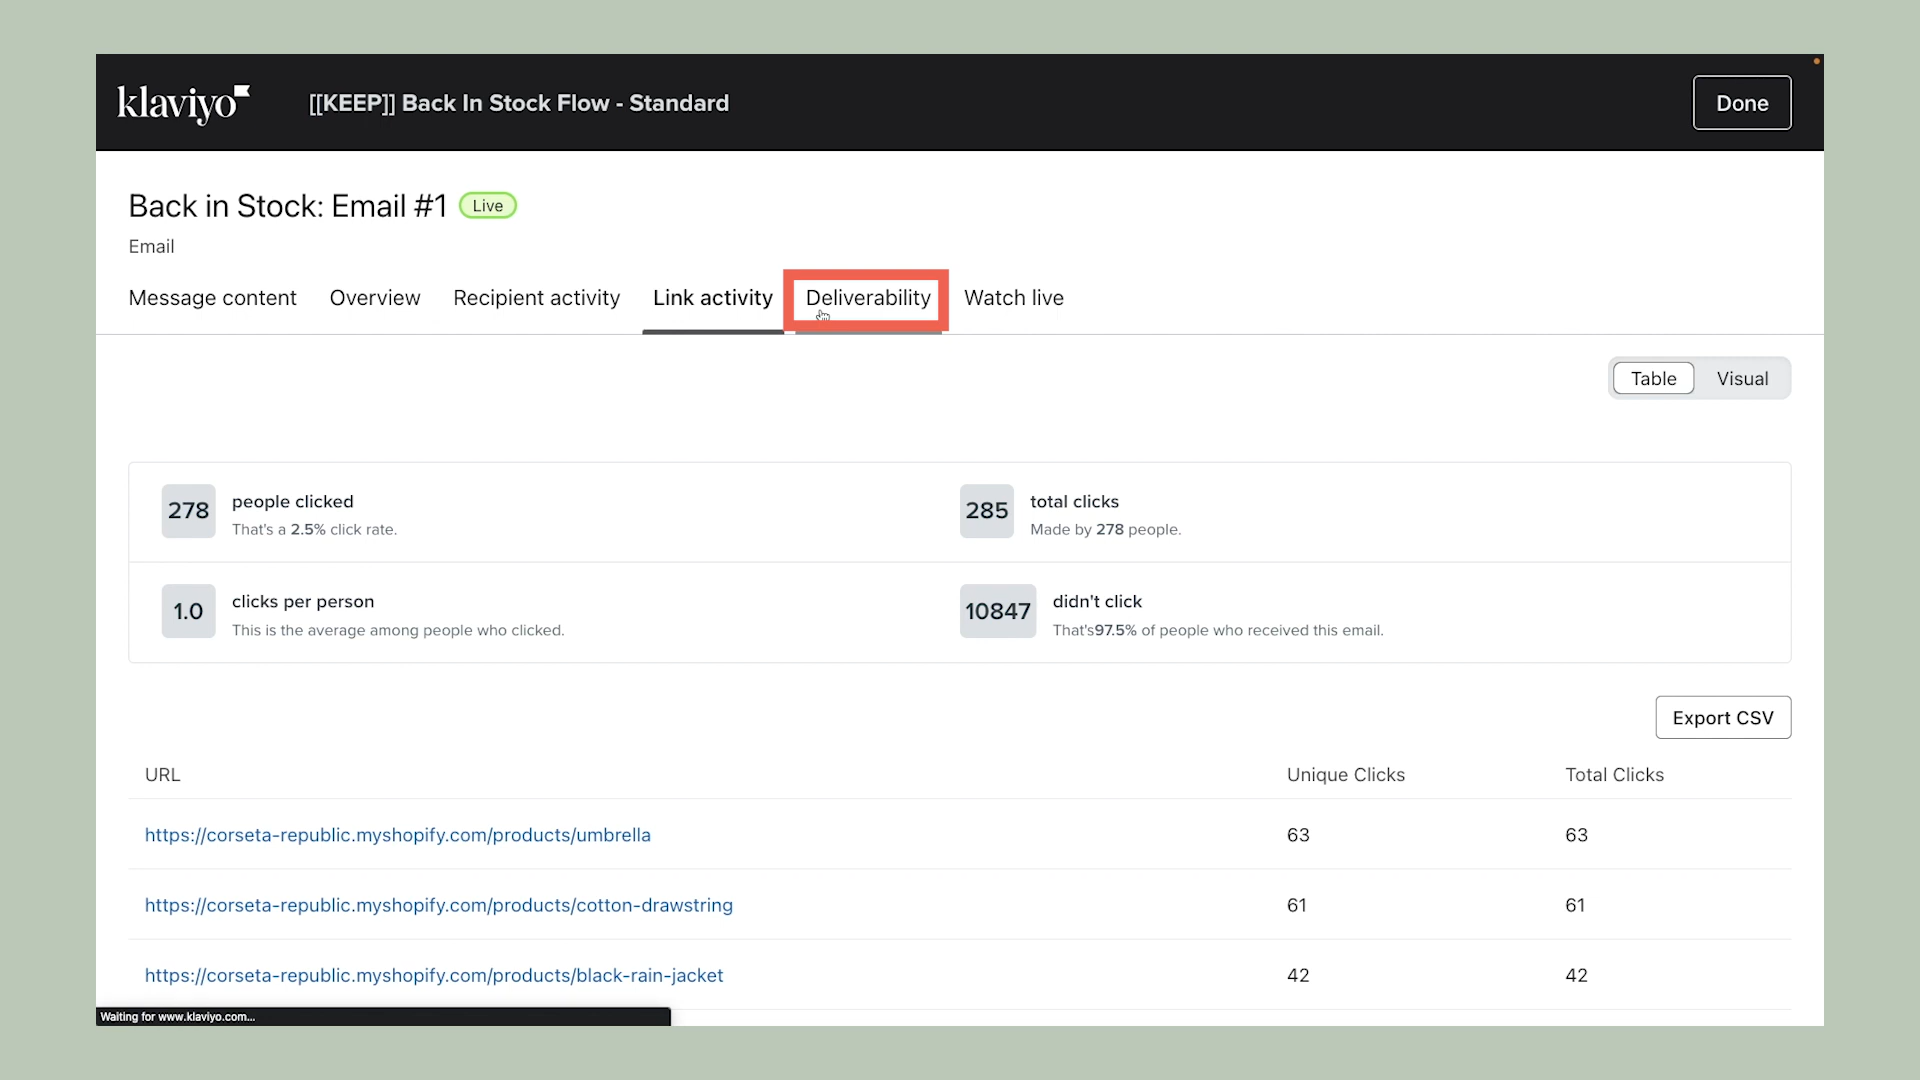 klaviyo
[[KEEP]] Back In Stock Flow - Standard
Done
Back in Stock: Email #1
Live
Email
Message content
Overview
Recipient activity
Link activity
Deliverability
Watch live
Table
Visual
278
people clicked
That's a 2.5% click rate.
285
total clicks
Made by 278 people.
1.0
clicks per person
This is the average among people who clicked.
10847
didn't click
That's97.5% of people who received this email.
Export CSV
URL
Unique Clicks
Total Clicks
https://corseta-republic.myshopify.com/products/umbrella
63
63
https://corseta-republic.myshopify.com/products/cotton-drawstring
61
61
https://corseta-republic.myshopify.com/products/black-rain-jacket
42
42
Waiting for www.klaviyo.com...